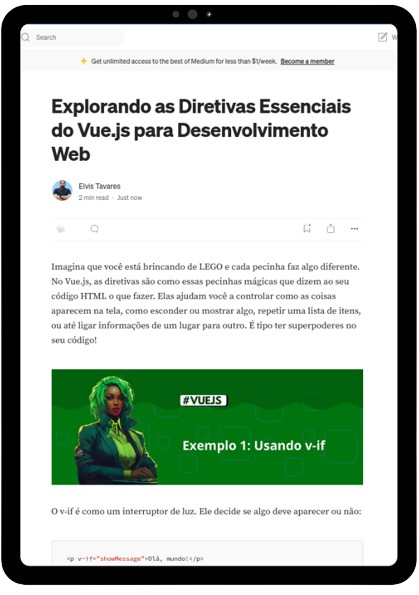 Search
W
Get unlimited access to the best of Medium for less than $1/week. Become a member
Explorando as Diretivas Essenciais
do Vue.js para Desenvolvimento
Web
Elvis Tavares
2 min read · Just now
Imagina que você está brincando de LEGO e cada pecinha faz algo diferente.
No Vue.js, as diretivas são como essas pecinhas mágicas que dizem ao seu
código HTML o que fazer. Elas ajudam você a controlar como as coisas
aparecem na tela, como esconder ou mostrar algo, repetir uma lista de itens,
ou até ligar informações de um lugar para outro. É tipo ter superpoderes no
seu código!
#VUEJS
Exemplo 1: Usando v-if
O v-if é como um interruptor de luz. Ele decide se algo deve aparecer ou não:
<p v-if="showMessage">Olá, mundo!</p>